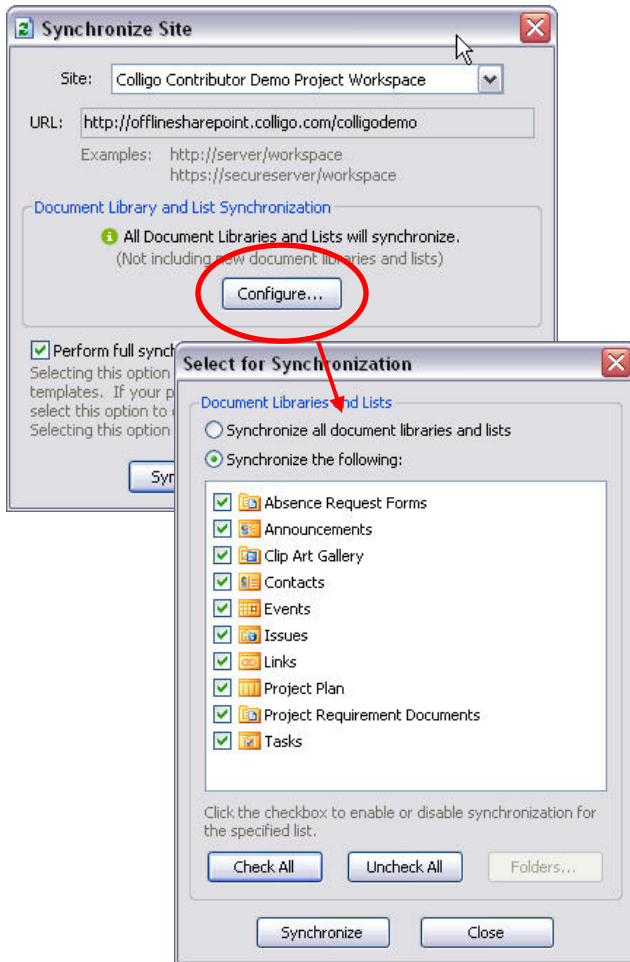 Synchronize Site
Site: Colligo Contributor Demo Project Workspace
URL: http://offlinesharepoint.colligo.com/colligodemo
Examples: http://server/workspace
https://secureserver/workspace
Document Library and List Synchronization
All Document Libraries and Lists will synchronize.
(Not including new document libraries and lists)
Configure...
Perform full synch
Selecting this option
templates. If your p
select this option to
Selecting this option
Syr
Select for Synchronization
Document Libraries and Lists
Synchronize all document libraries and lists
Synchronize the following:
Absence Request Forms
Announcements
Clip Art Gallery
Contacts
Events
Issues
Links
Project Plan
Project Requirement Documents
Tasks
Click the checkbox to enable or disable synchronization for
the specified list.
Check All Uncheck All Folders...
Synchronize Close